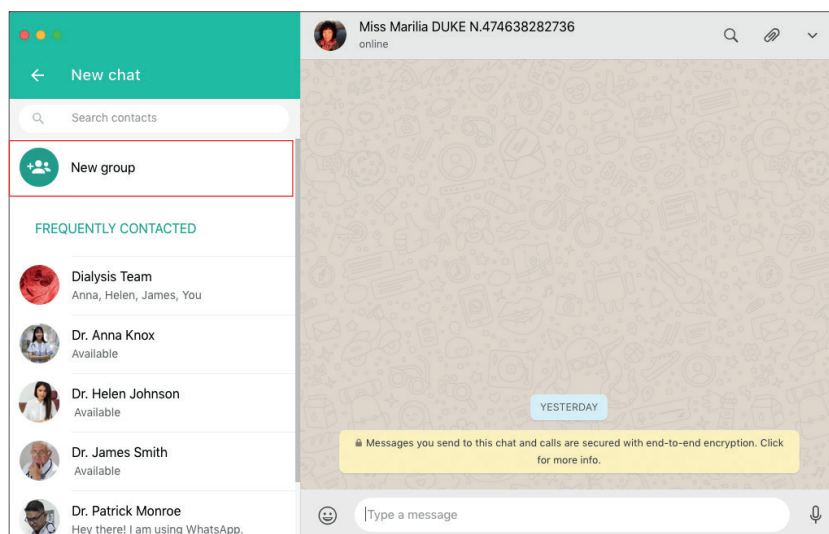 New chat
Search contacts
New group
FREQUENTLY CONTACTED
Dialysis Team
Anna, Helen, James, You
Dr. Anna Knox
Available
Dr. Helen Johnson
Available
Dr. James Smith
Available
Dr. Patrick Monroe
Hey there! I am using WhatsApp.
Miss Marilia DUKE N.474638282736
online
YESTERDAY
Messages you send to this chat and calls are secured with end-to-end encryption. Click
for more info.
Type a message